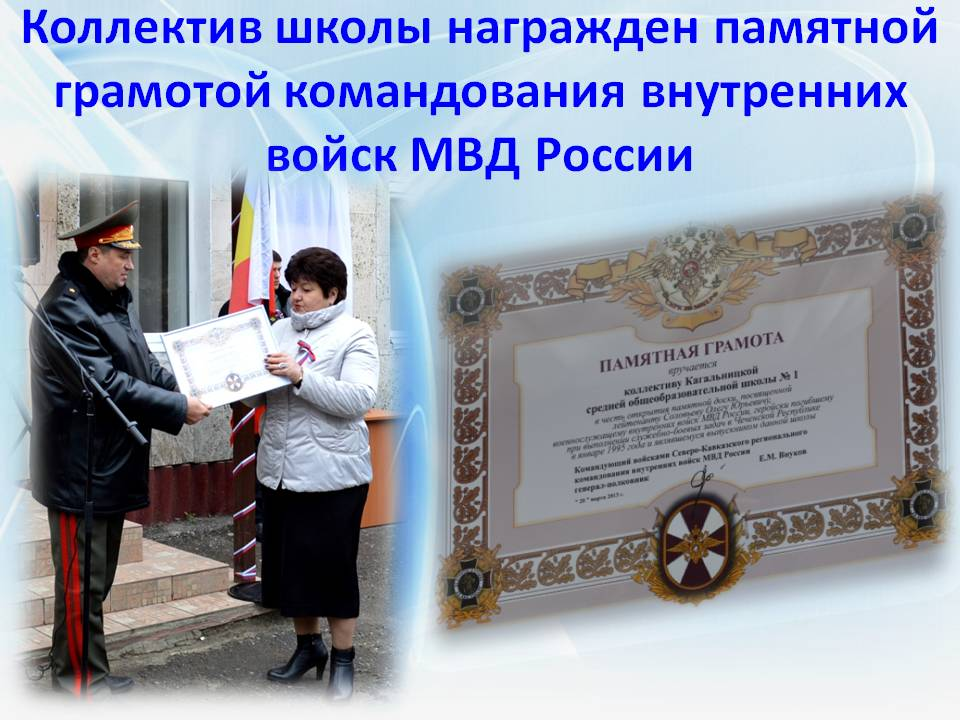 Коллектив школы награжден памятной
грамотой командования внутренних
войск МВД России
ПАМЯТНАЯ ГРАМОТА
вручается
коллективу Кагальницкой
средней общеобразовательной школы № 1
в честь открытия памятной доски, посвященной
лейтенанту Соловьеву Олегу Юрьевичу,
военнослужащему внутренних войск МВД России, геройски погибшему
при выполнении служебно-боевых задач в Чеченской Республике
в январе 1995 года и являвшемуся выпускником данной школы
Командующий войсками Северо-Кавказского регионального
командования внутренних войск МВД России
генерал-полковник Е.М. Внуков
" 20 " марта 2013 г.